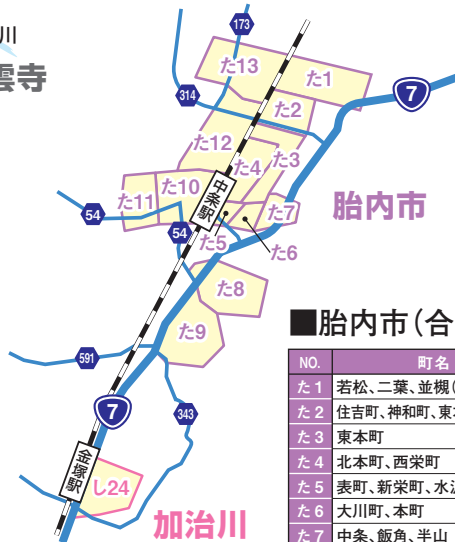 川
雲寺
173
た13
た1
7
314
た2
た12
た3
た4
中条駅
た10
た11
た7
胎内市
54
54
た5
た6
た8
た9
591
7
343
金塚駅
し24
加治川
■胎内市(合
NO.
町名
た1 若松、二葉、並槻(
た2 住吉町、神和町、東
た3 東本町
た4 北本町、西栄町
た5 表町、新栄町、水
た6 大川町、本町
た7 中条、飯角、半山